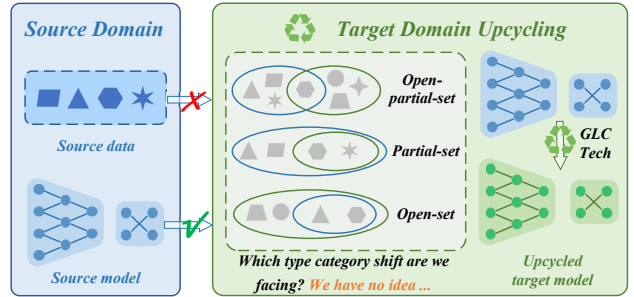 Source Domain
Source data
Source model
Target Domain Upcycling
Open-
partial-set
Partial-set
Open-set
Which type category shift are we
facing? We have no idea ...
GLC
Tech
Upcycled
target model